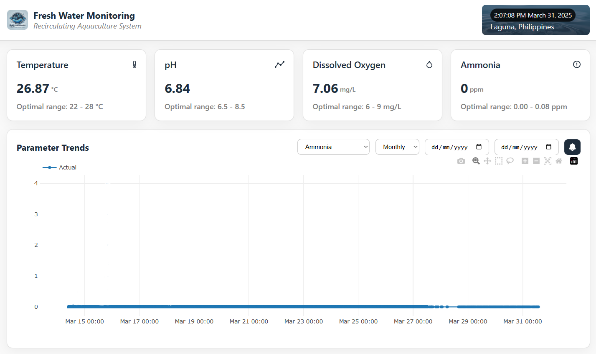 Fresh Water Monitoring
Recirculating Aquaculture System
2:07:08 PM March 31, 2025
Laguna, Philippines
Temperature
26.87 °C
Optimal range: 22 - 28 °C
pH
6.84
Optimal range: 6.5 - 8.5
Dissolved Oxygen
7.06 mg/L
Optimal range: 6 - 9 mg/L
Ammonia
0 ppm
Optimal range: 0.00 - 0.08 ppm
Parameter Trends
Ammonia
Monthly
dd/mm/yyyy
dd/mm/yyyy
Actual
4
3
2
1
0
Mar 15 00:00 Mar 17 00:00 Mar 19 00:00 Mar 21 00:00 Mar 23 00:00 Mar 25 00:00 Mar 27 00:00 Mar 29 00:00 Mar 31 00:00